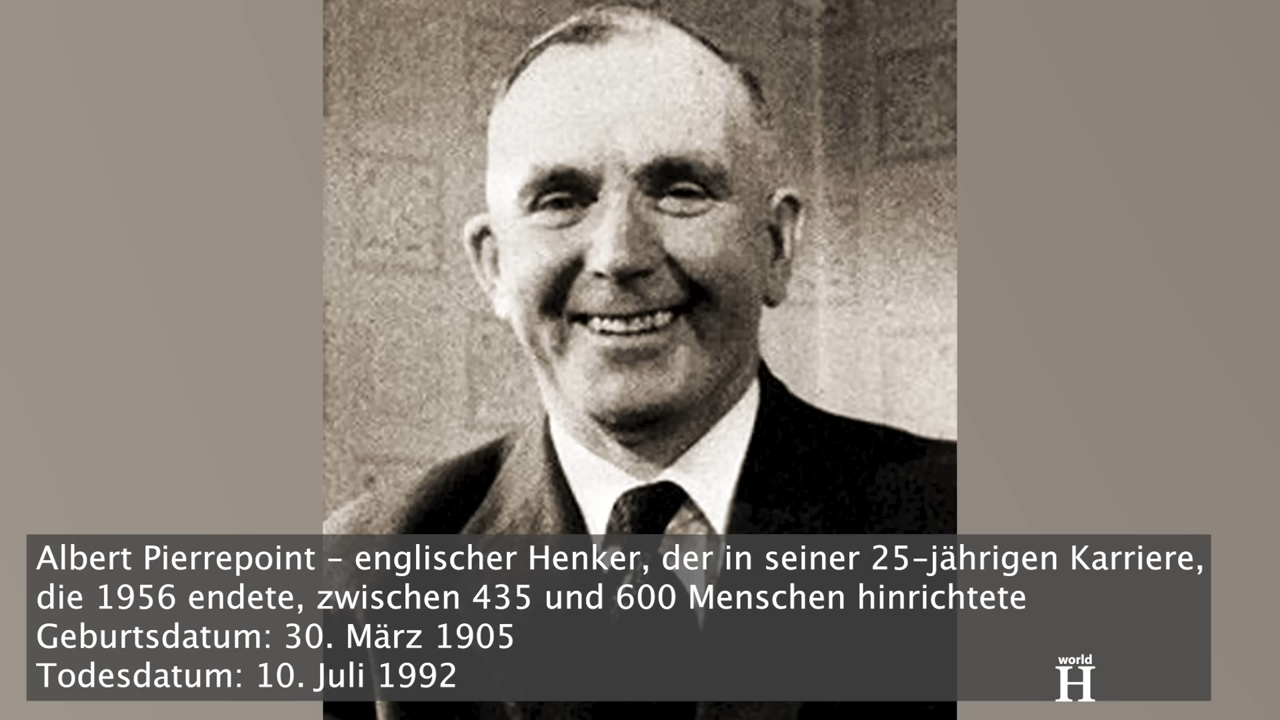 Albert Pierrepoint – englischer Henker, der in seiner 25–jährigen Karriere,
die 1956 endete, zwischen 435 und 600 Menschen hinrichtete
Geburtsdatum: 30. März 1905
Todesdatum: 10. Juli 1992
world
H